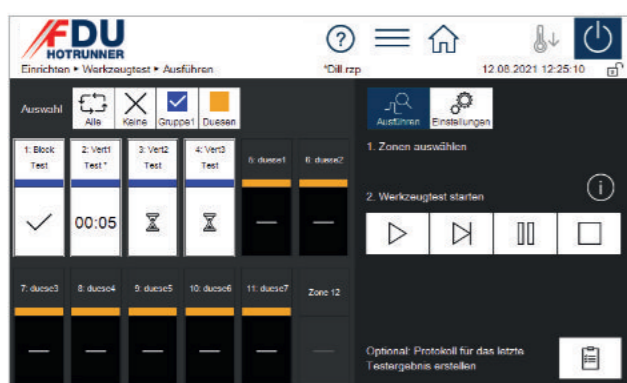 FDU
HOTRUNNER
Einrichten ▸ Werkzeugtest ▸ Ausführen
*Dill rzp
12.08.2021 12:25:10
Auswahl
Alle
Keine
Gruppe1
Duesen
Ausführen
Einstellungen
1: Block
Test
2: Vert1
Test *
3: Vert2
Test
4: Vert3
Test
5: duese1
6: duese2
00:05
1. Zonen auswählen
2. Werkzeugtest starten
7: duese3
8: duese4
9: duese5
10: duese6
11: duese7
Zone 12
Optional: Protokoll für das letzte
Testergebnis erstellen